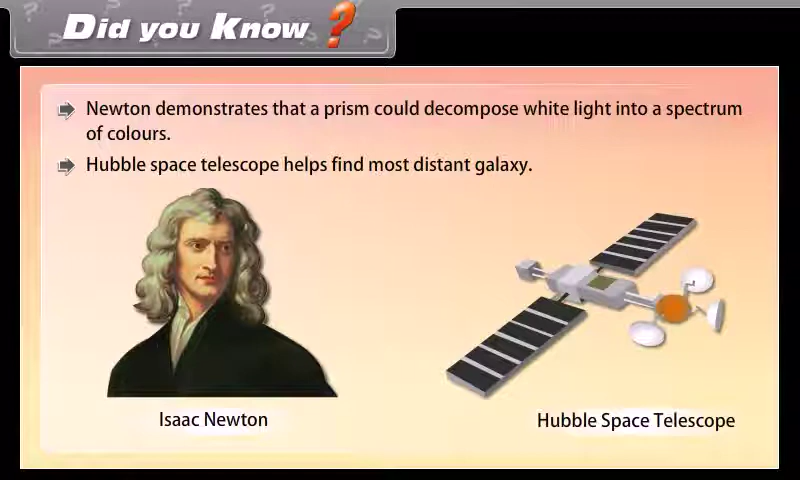 Did you Know ?
Newton demonstrates that a prism could decompose white light into a spectrum
of colours.
Hubble space telescope helps find most distant galaxy.
Isaac Newton
Hubble Space Telescope